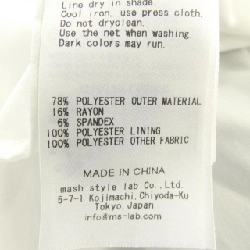 Line dry in shade.
Cool iron, use press cloth.
Do not dryclean.
Use the net when washing.
Dark colors may run.
78% POLYESTER OUTER MATERIAL
16% RAYON
6% SPANDEX
100% POLYESTER LINING
100% POLYESTER OTHER FABRIC
MADE IN CHINA
mash style lab Co., Ltd.
5-7-1 Kojimachi, Chiyoda-Ku
Tokyo, Japan
info@ms-lab.com